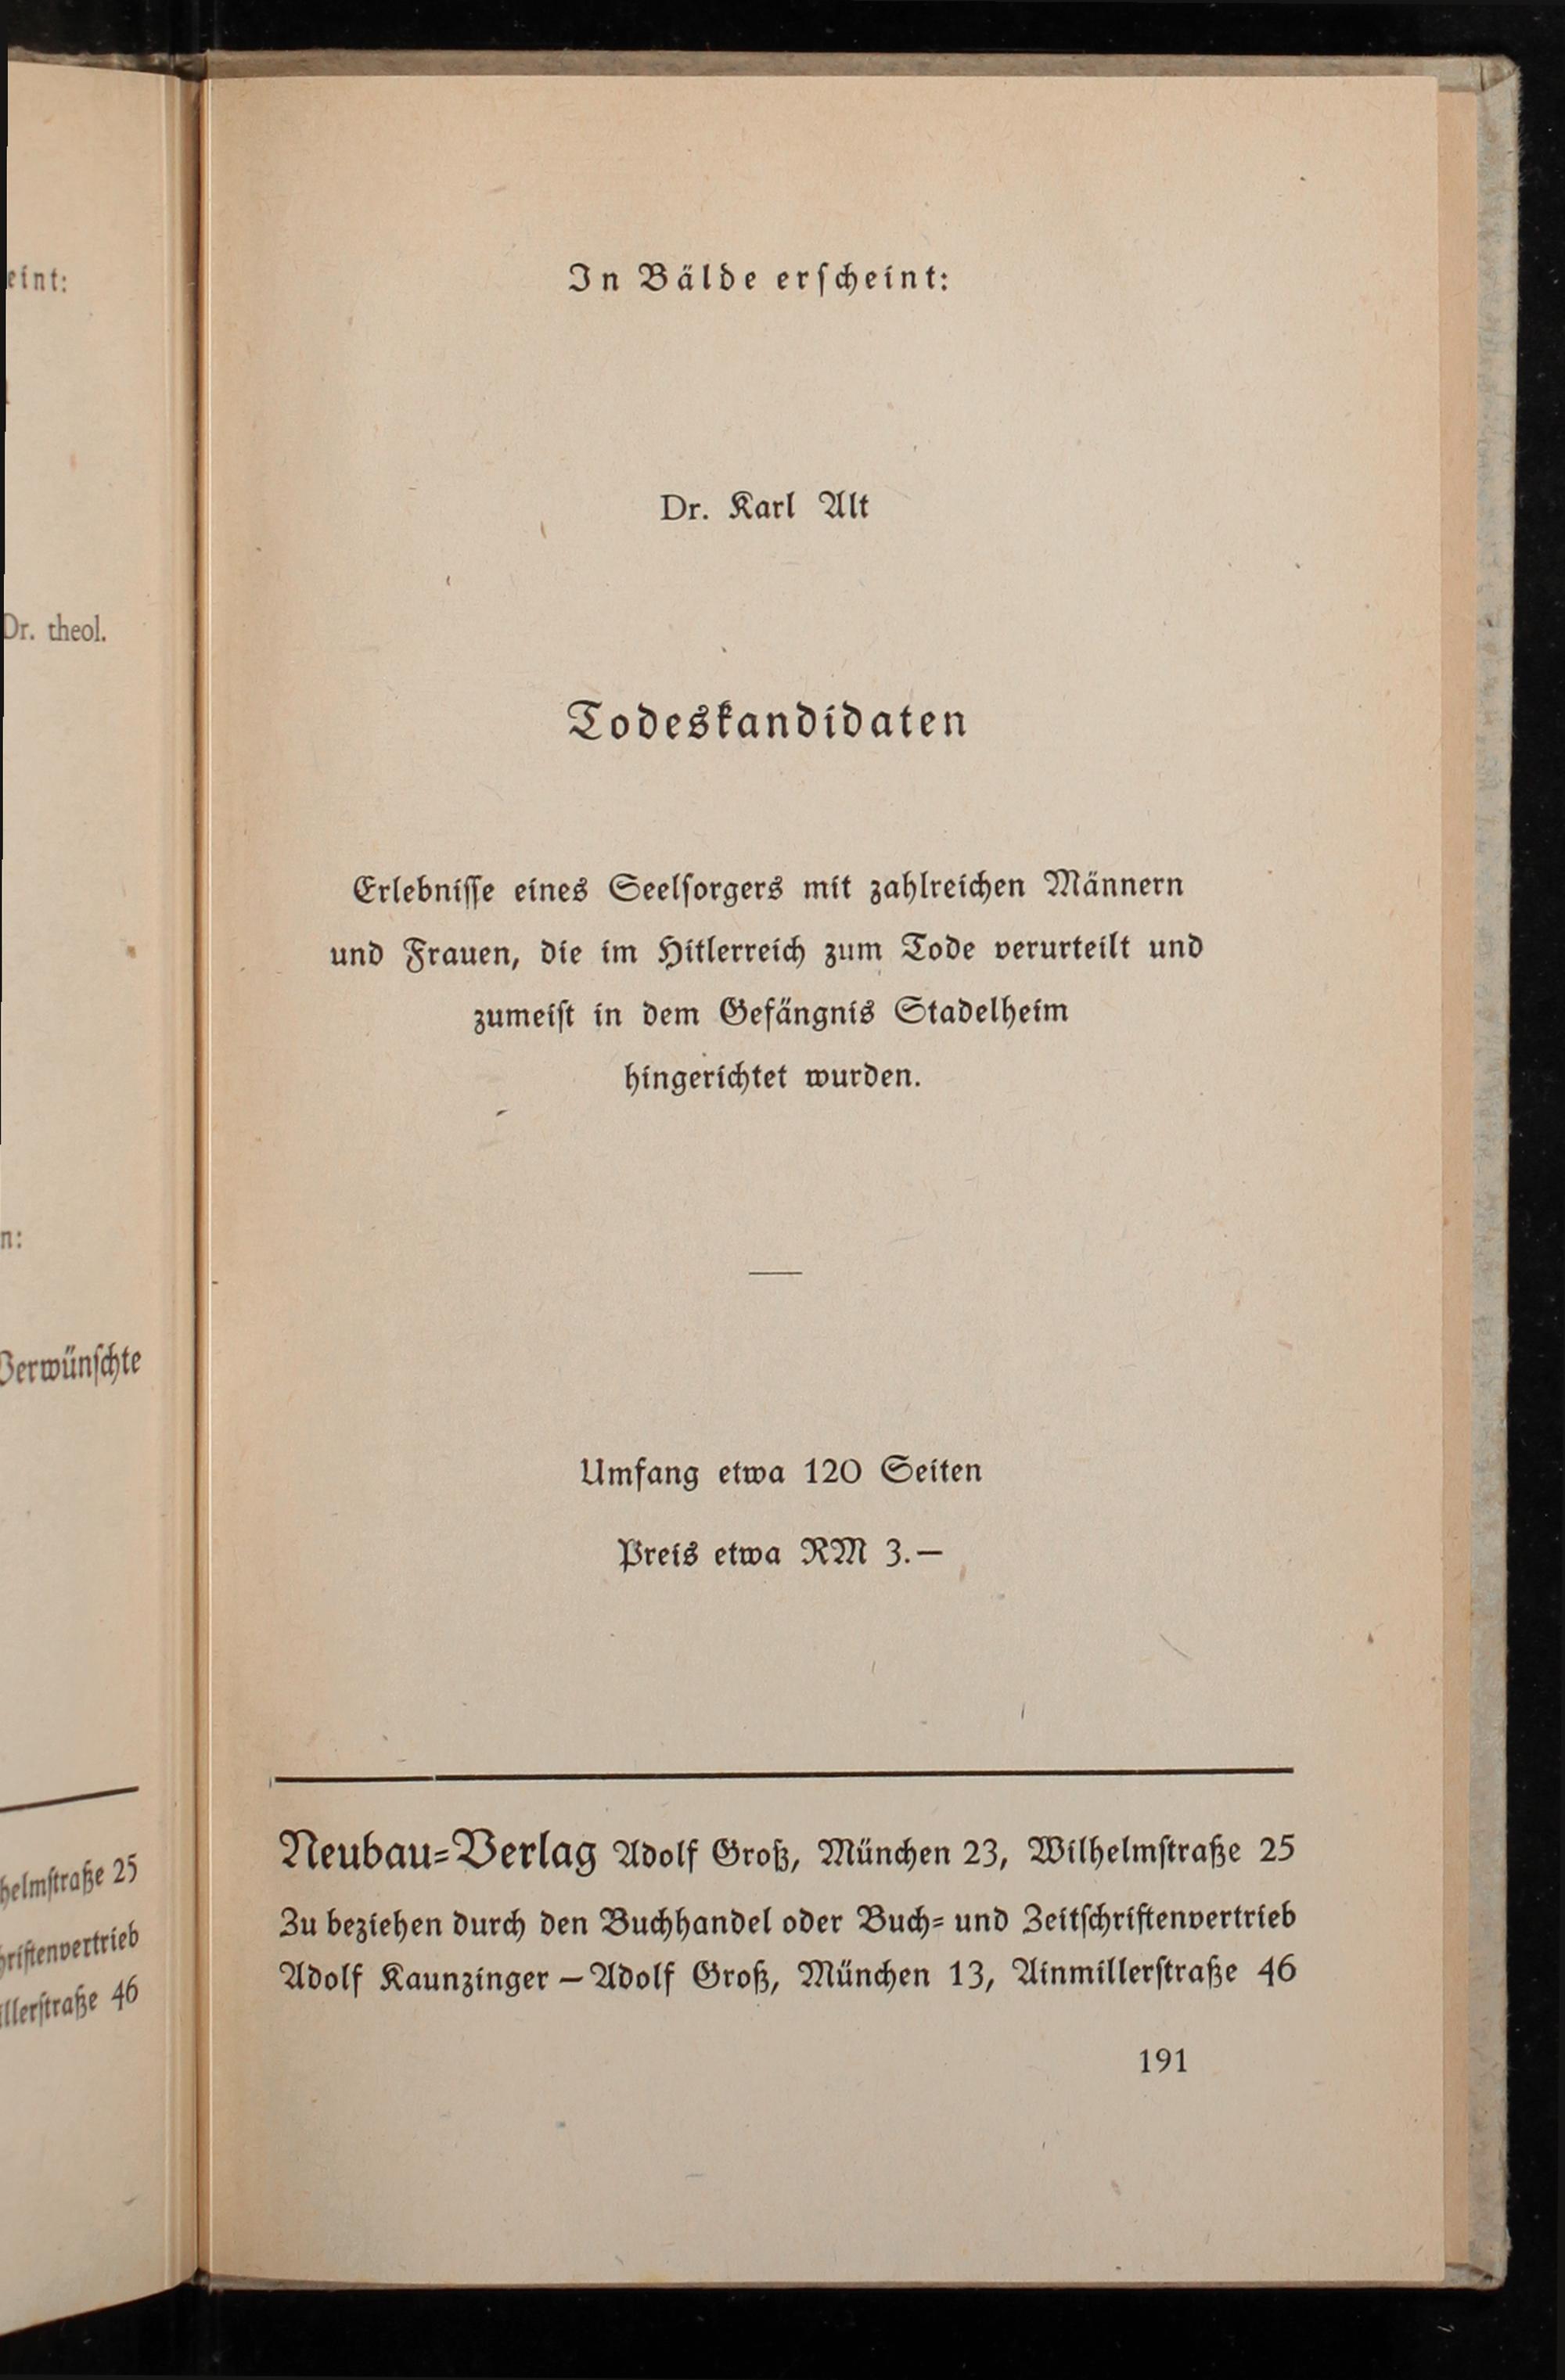 eint:
Dr. theol.
n:
Verwünschte
helmstraße 25
hriftenvertrieb
illerstraße 46
In Bälde erscheint:
Dr. Karl Alt
Todeskandidaten
Erlebnisse eines Seelsorgers mit zahlreichen Männern
und Frauen, die im Hitlerreich zum Tode verurteilt und
zumeist in dem Gefängnis Stadelheim
hingerichtet wurden.
Umfang etwa 120 Seiten
Preis etwa RM 3.—
Neubau-Verlag Adolf Groß, München 23, Wilhelmstraße 25
Zu beziehen durch den Buchhandel oder Buch- und Zeitschriftenvertrieb
Adolf Kaunzinger – Adolf Groß, München 13, Ainmillerstraße 46
191